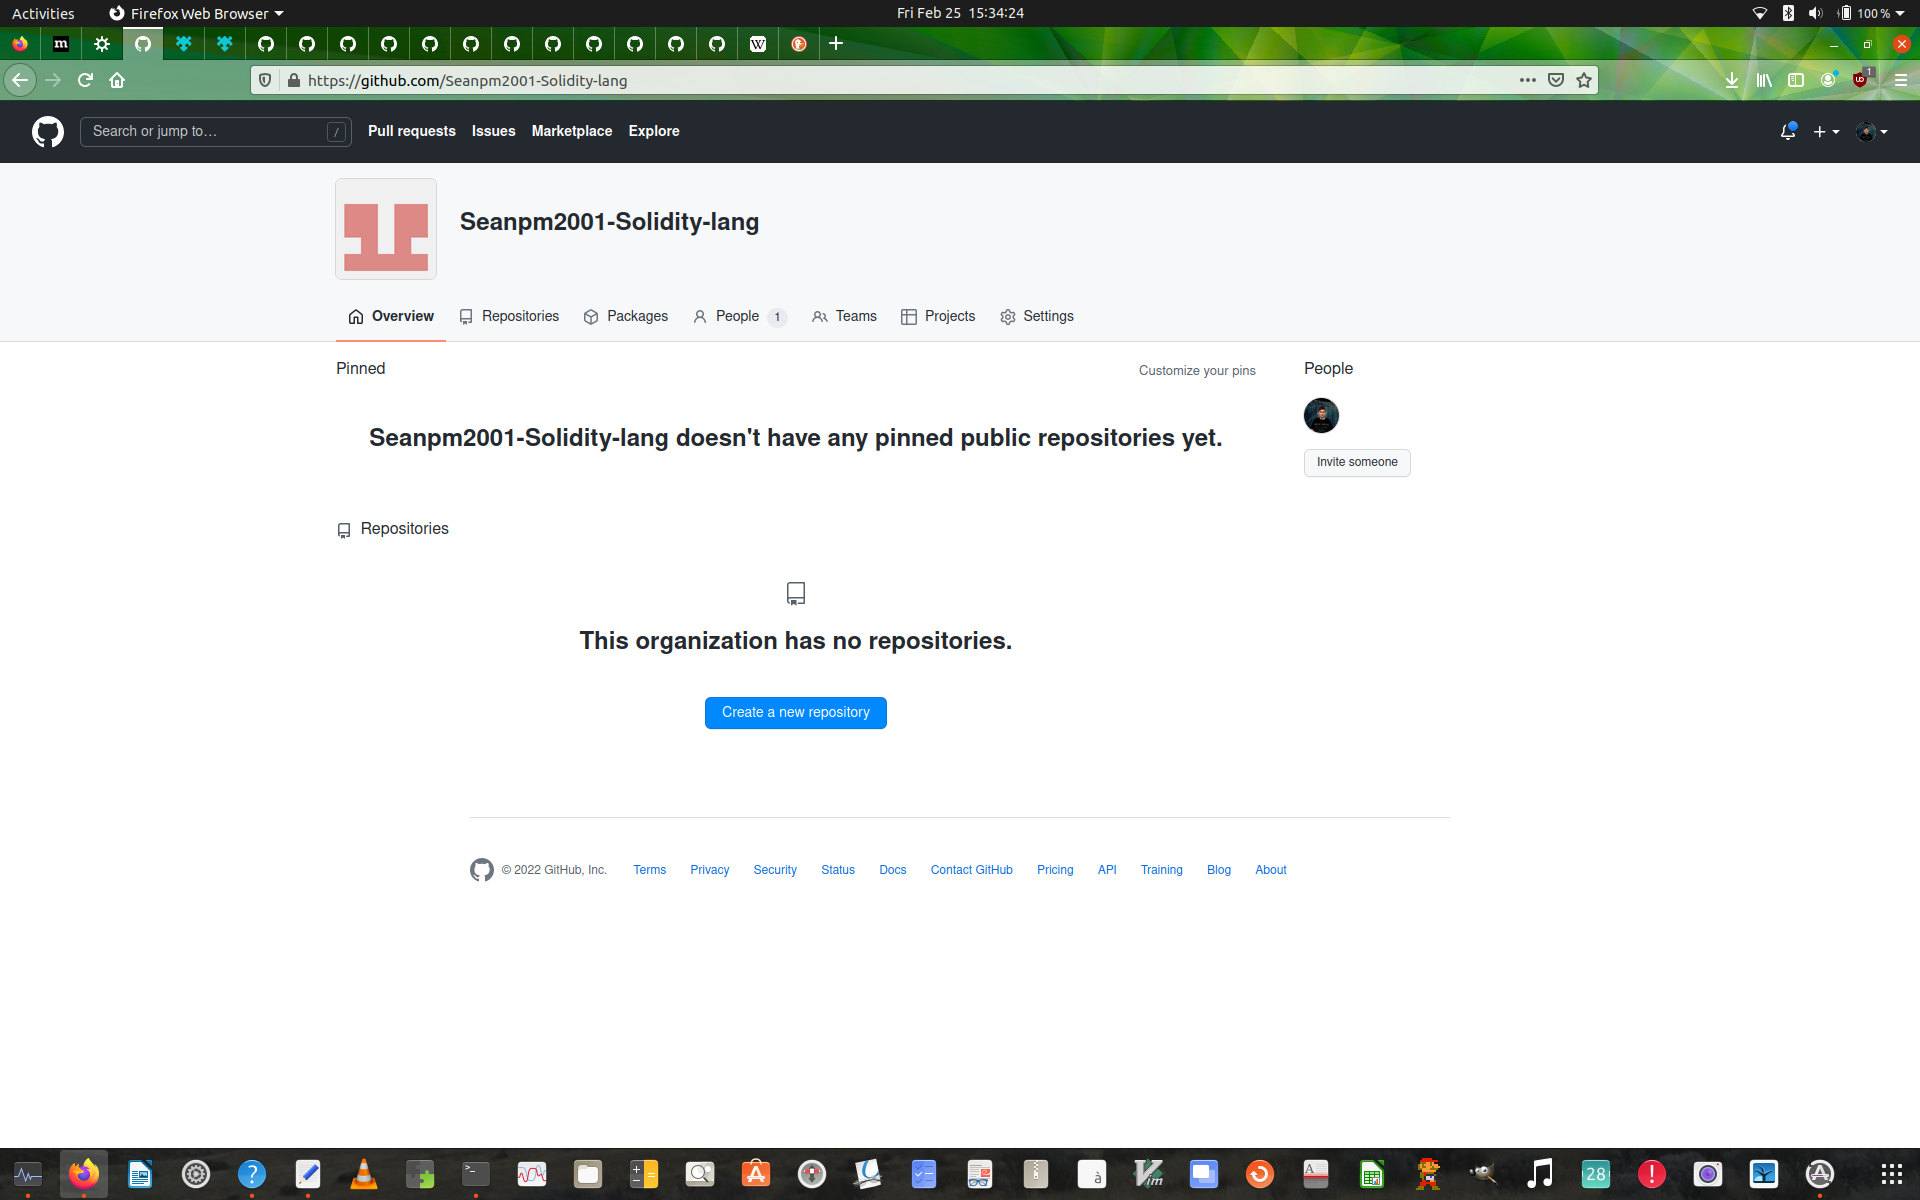 Activities
Firefox Web Browser
Fri Feb 25 15:34:24
100 %
https://github.com/Seanpm2001-Solidity-lang
1
Search or jump to…
/
Pull requests
Issues
Marketplace
Explore
Seanpm2001-Solidity-lang
Overview
Repositories
Packages
People 1
Teams
Projects
Settings
Pinned
Customize your pins
People
Seanpm2001-Solidity-lang doesn't have any pinned public repositories yet.
Invite someone
Repositories
This organization has no repositories.
Create a new repository
© 2022 GitHub, Inc.
Terms
Privacy
Security
Status
Docs
Contact GitHub
Pricing
API
Training
Blog
About
28